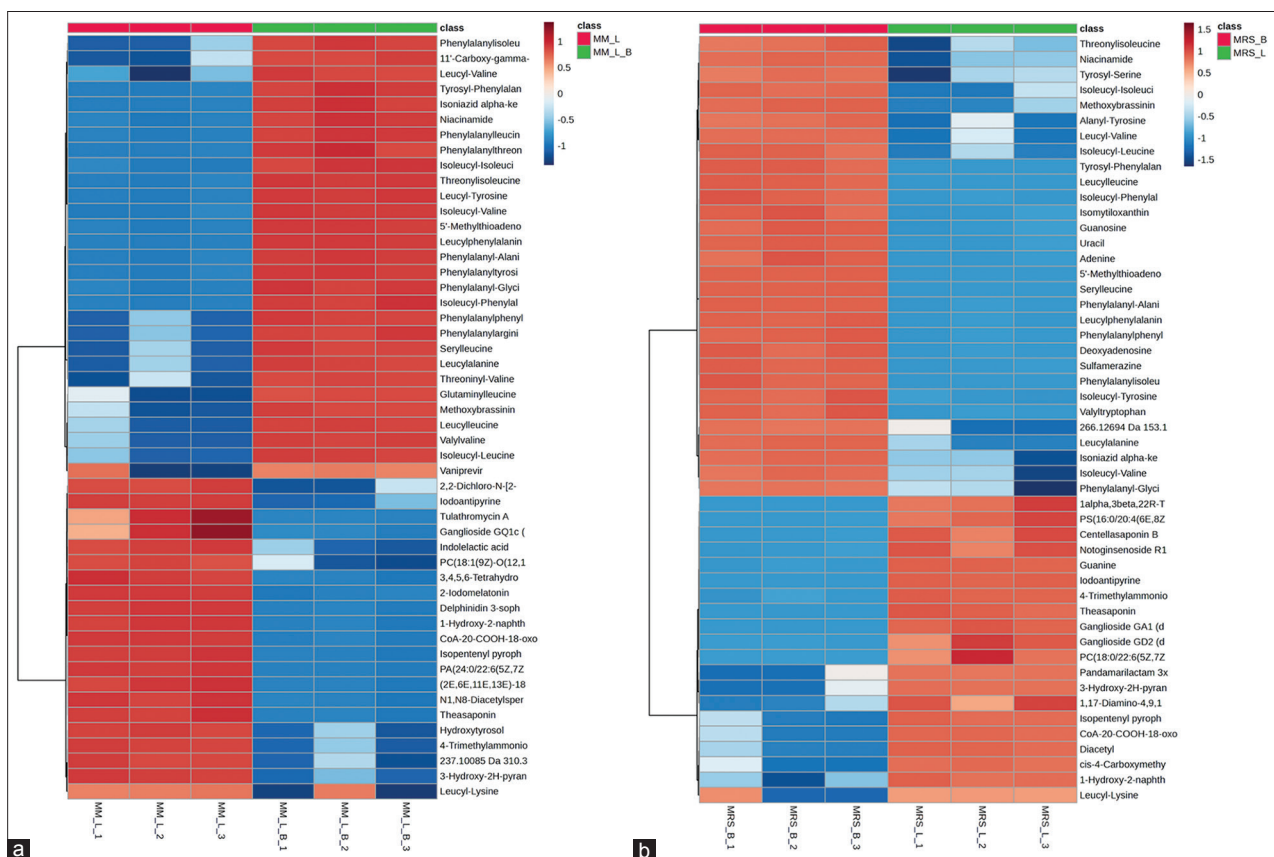 class
class
MM_L
MM_L_B
1
0.5
0
-0.5
-1
Phenylalanylisoleu
11'-Carboxy-gamma-
Leucyl-Valine
Tyrosyl-Phenylalan
Isoniazid alpha-ke
Niacinamide
Phenylalanylleucin
Phenylalanylthreon
Isoleucyl-Isoleuci
Threonylisoleucine
Leucyl-Tyrosine
Isoleucyl-Valine
5'-Methylthioadeno
Leucylphenylalanin
Phenylalanyl-Alani
Phenylalanyltyrosi
Phenylalanyl-Glyci
Isoleucyl-Phenylal
Phenylalanylphenyl
Phenylalanylargini
Serylleucine
Leucylalanine
Threoninyl-Valine
Glutaminylleucine
Methoxybrassinin
Leucylleucine
Valylvaline
Isoleucyl-Leucine
Vaniprevir
2,2-Dichloro-N-[2-
Iodoantipyrine
Tulathromycin A
Ganglioside GQ1c (
Indolelactic acid
PC(18:1(9Z)-O(12,1
3,4,5,6-Tetrahydro
2-Iodomelatonin
Delphinidin 3-soph
1-Hydroxy-2-naphth
CoA-20-COOH-18-oxo
Isopentenyl pyroph
PA(24:0/22:6(5Z,7Z
(2E,6E,11E,13E)-18
N1,N8-Diacetylsper
Theasaponin
Hydroxytyrosol
4-Trimethylammonio
237.10085 Da 310.3
3-Hydroxy-2H-pyran
Leucyl-Lysine
MM_L_1
MM_L_2
MM_L_3
MM_L_B_1
MM_L_B_2
MM_L_B_3
a
class
class
MRS_B
MRS_L
1.5
1
0.5
0
-0.5
-1
-1.5
Threonylisoleucine
Niacinamide
Tyrosyl-Serine
Isoleucyl-Isoleuci
Methoxybrassinin
Alanyl-Tyrosine
Leucyl-Valine
Isoleucyl-Leucine
Tyrosyl-Phenylalan
Leucylleucine
Isoleucyl-Phenylal
Isomytiloxanthin
Guanosine
Uracil
Adenine
5'-Methylthioadeno
Serylleucine
Phenylalanyl-Alani
Leucylphenylalanin
Phenylalanylphenyl
Deoxyadenosine
Sulfamerazine
Phenylalanylisoleu
Isoleucyl-Tyrosine
Valyltryptophan
266.12694 Da 153.1
Leucylalanine
Isoniazid alpha-ke
Isoleucyl-Valine
Phenylalanyl-Glyci
1alpha,3beta,22R-T
PS(16:0/20:4(6E,8Z
Centellasaponin B
Notoginsenoside R1
Guanine
Iodoantipyrine
4-Trimethylammonio
Theasaponin
Ganglioside GA1 (d
Ganglioside GD2 (d
PC(18:0/22:6(5Z,7Z
Pandamarilactam 3x
3-Hydroxy-2H-pyran
1,17-Diamino-4,9,1
Isopentenyl pyroph
CoA-20-COOH-18-oxo
Diacetyl
cis-4-Carboxymethy
1-Hydroxy-2-naphth
Leucyl-Lysine
MRS_B_1
MRS_B_2
MRS_B_3
MRS_L_1
MRS_L_2
MRS_L_3
b